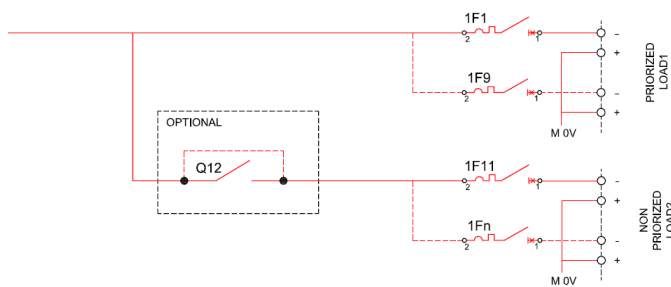 1F1
2
1
-
+
1F9
2
1
-
+
M 0V
PRIORIZED
LOAD1
OPTIONAL
Q12
1F11
2
1
-
+
1Fn
2
1
-
+
M 0V
NON
PRIORIZED
LOAD2